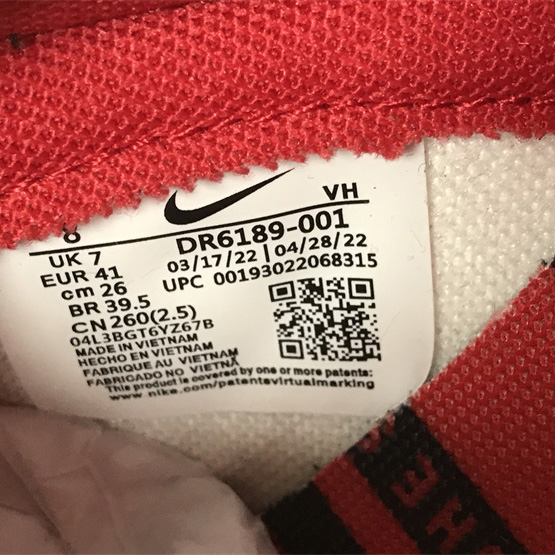 8
VH
UK 7
DR6189-001
EUR 41
03/17/22 | 04/28/22
cm 26
UPC 00193022068315
BR 39.5
CN 260(2.5)
04L3BGT6YZ67B
MADE IN VIETNAM
HECHO EN VIETNAM
FABRIQUE AU VIETNAM
FABRICADO NO VIETNÃ
This product is covered by one or more patents:
www.nike.com/patentsvirtualmarking
HE